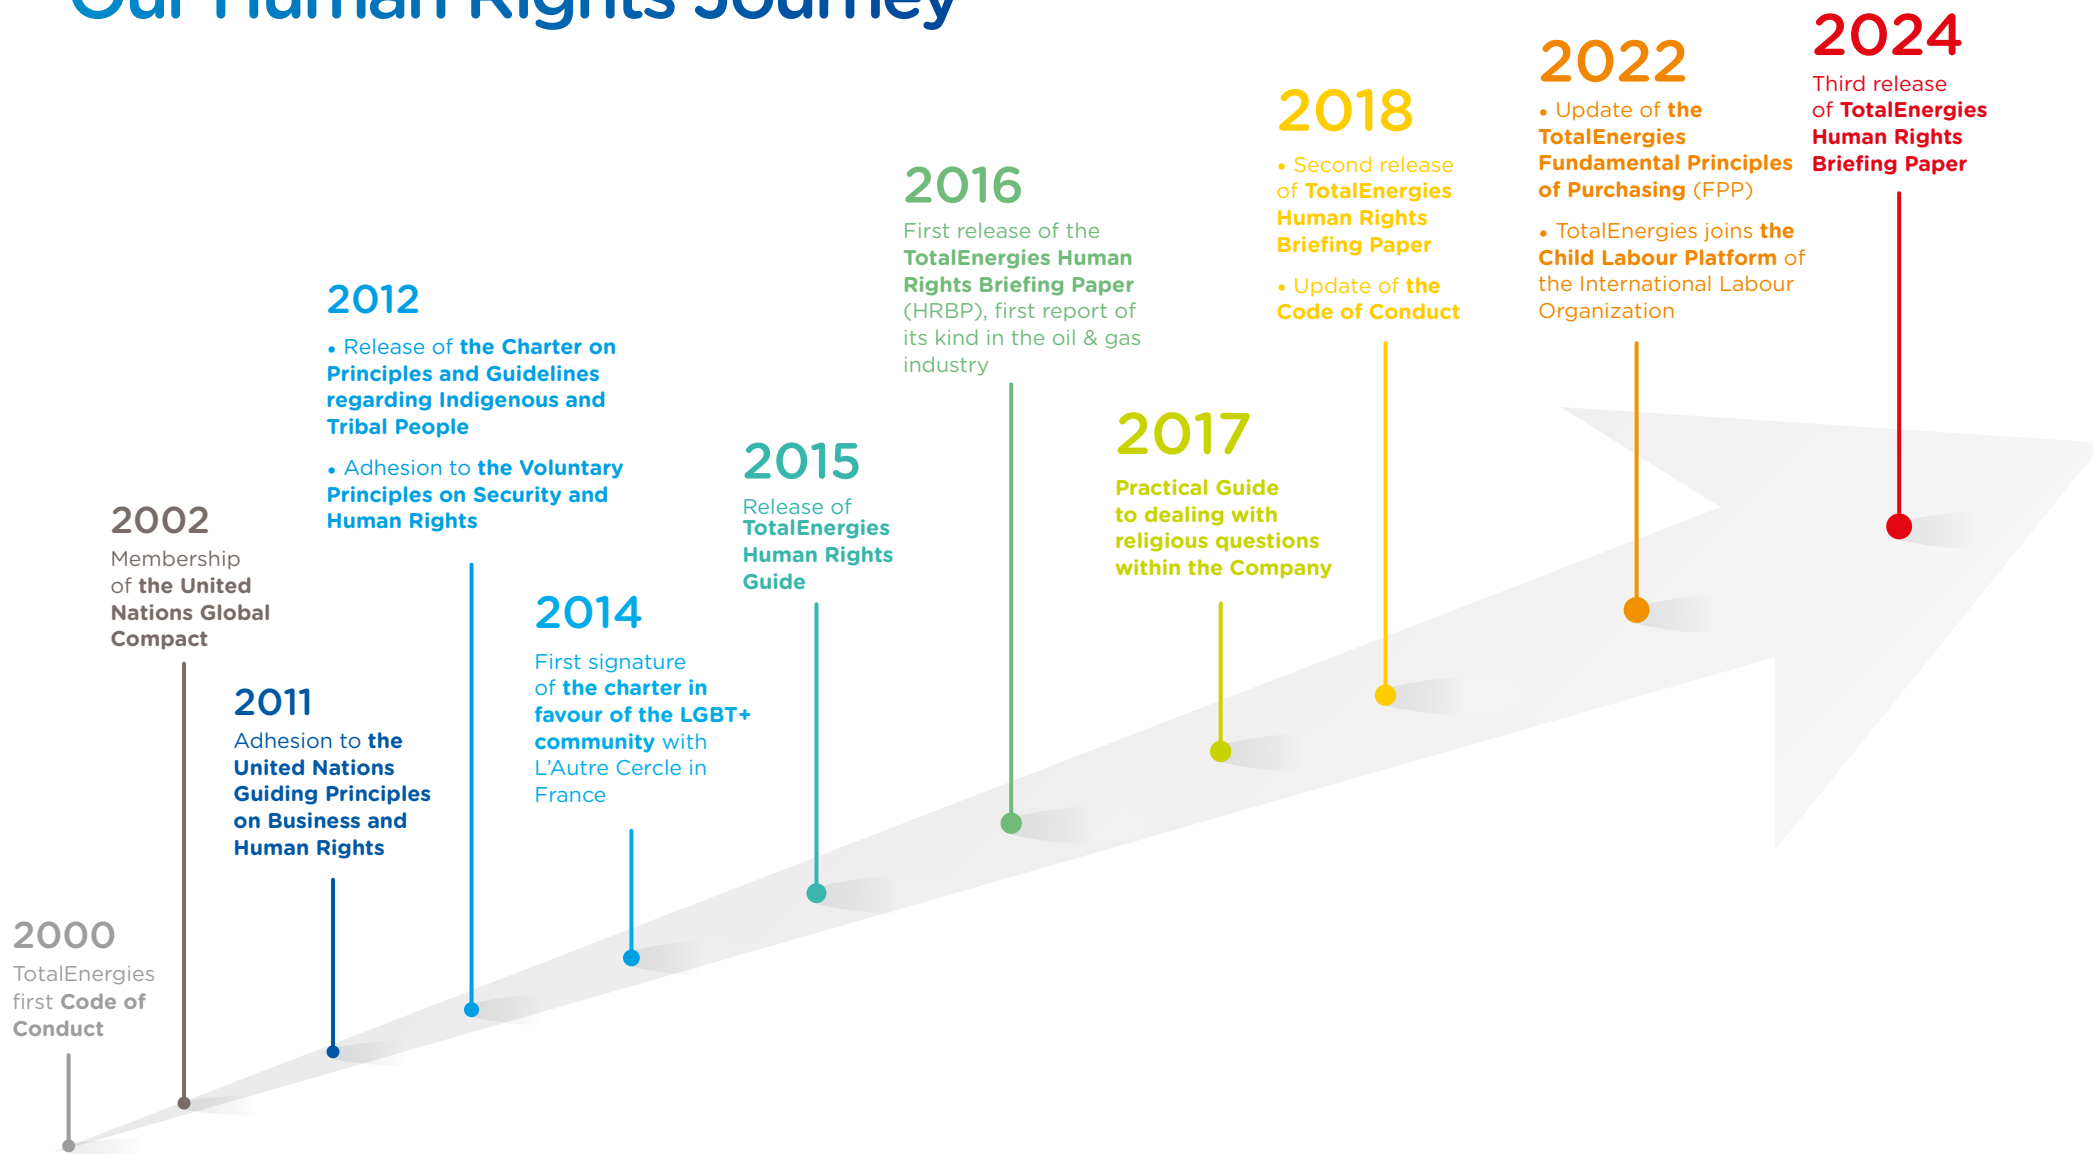 Our Human Rights Journey
2000
TotalEnergies
first Code of
Conduct
2002
Membership
of the United
Nations Global
Compact
2011
Adhesion to the
United Nations
Guiding Principles
on Business and
Human Rights
2012
• Release of the Charter on
Principles and Guidelines
regarding Indigenous and
Tribal People
• Adhesion to the Voluntary
Principles on Security and
Human Rights
2014
First signature
of the charter in
favour of the LGBT+
community with
L’Autre Cercle in
France
2015
Release of
TotalEnergies
Human Rights
Guide
2016
First release of the
TotalEnergies Human
Rights Briefing Paper
(HRBP), first report of
its kind in the oil & gas
industry
2017
Practical Guide
to dealing with
religious questions
within the Company
2018
• Second release
of TotalEnergies
Human Rights
Briefing Paper
• Update of the
Code of Conduct
2022
• Update of the
TotalEnergies
Fundamental Principles
of Purchasing (FPP)
• TotalEnergies joins the
Child Labour Platform of
the International Labour
Organization
2024
Third release
of TotalEnergies
Human Rights
Briefing Paper